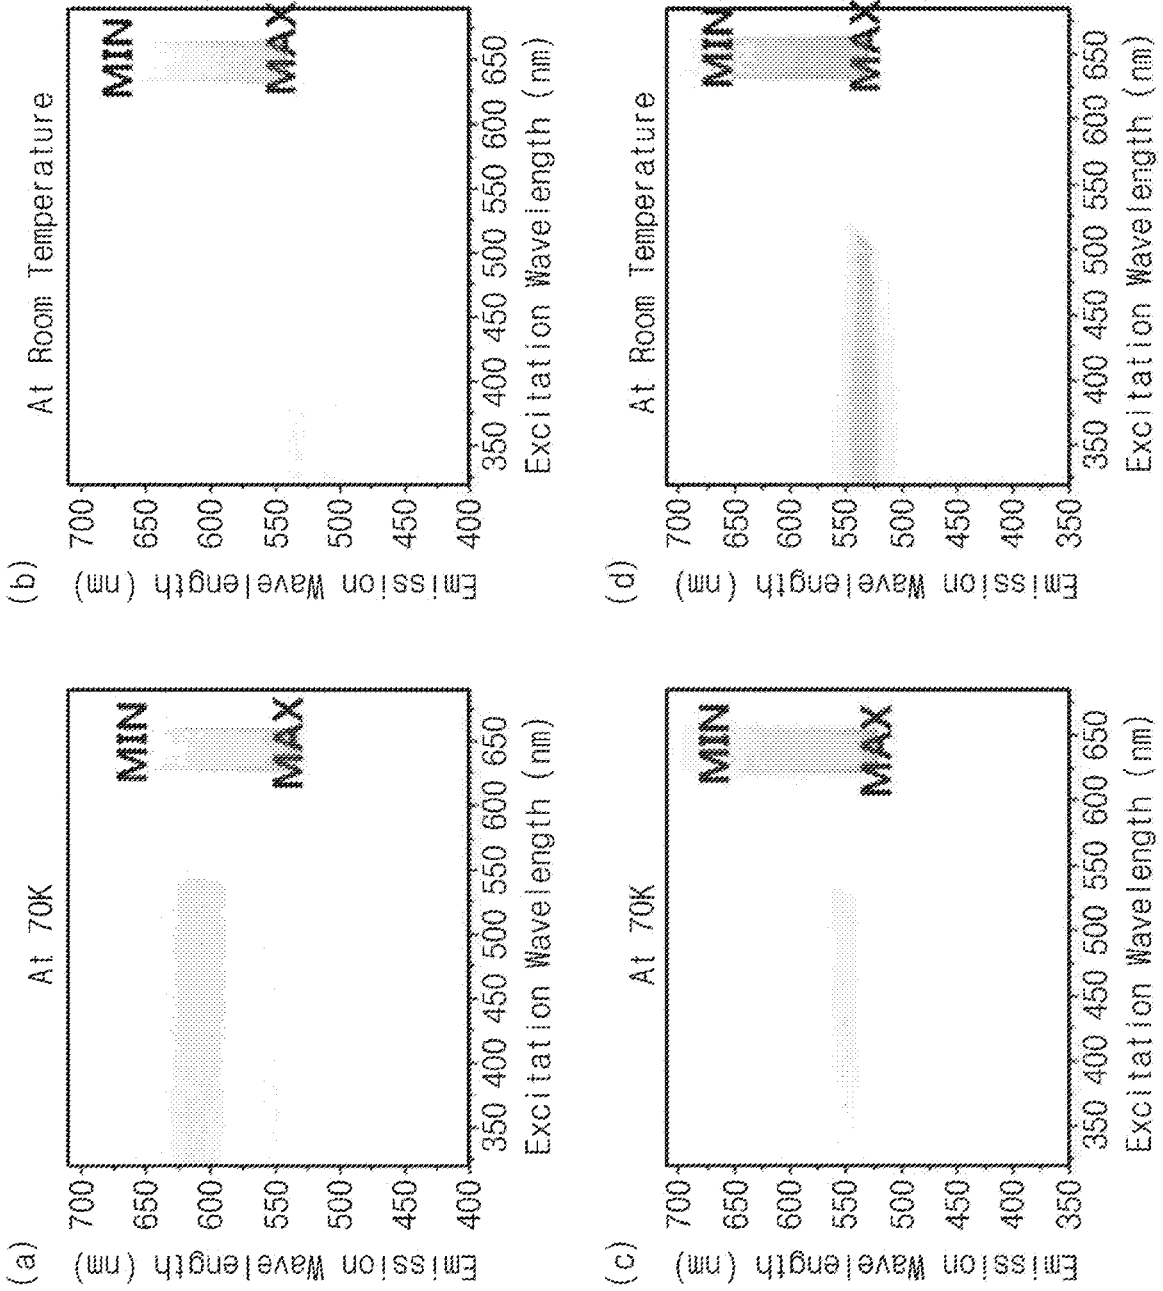 (a)
At 70K
Emission Wavelength (nm)
700
650
600
550
500
450
400
MIN
MAX
350 400 450 500 550 600 650
Excitation Wavelength (nm)
(b)
At Room Temperature
Emission Wavelength (nm)
700
650
600
550
500
450
400
MIN
MAX
350 400 450 500 550 600 650
Excitation Wavelength (nm)
(c)
At 70K
Emission Wavelength (nm)
700
650
600
550
500
450
400
350
MIN
MAX
350 400 450 500 550 600 650
Excitation Wavelength (nm)
(d)
At Room Temperature
Emission Wavelength (nm)
700
650
600
550
500
450
400
350
MIN
MAX
350 400 450 500 550 600 650
Excitation Wavelength (nm)